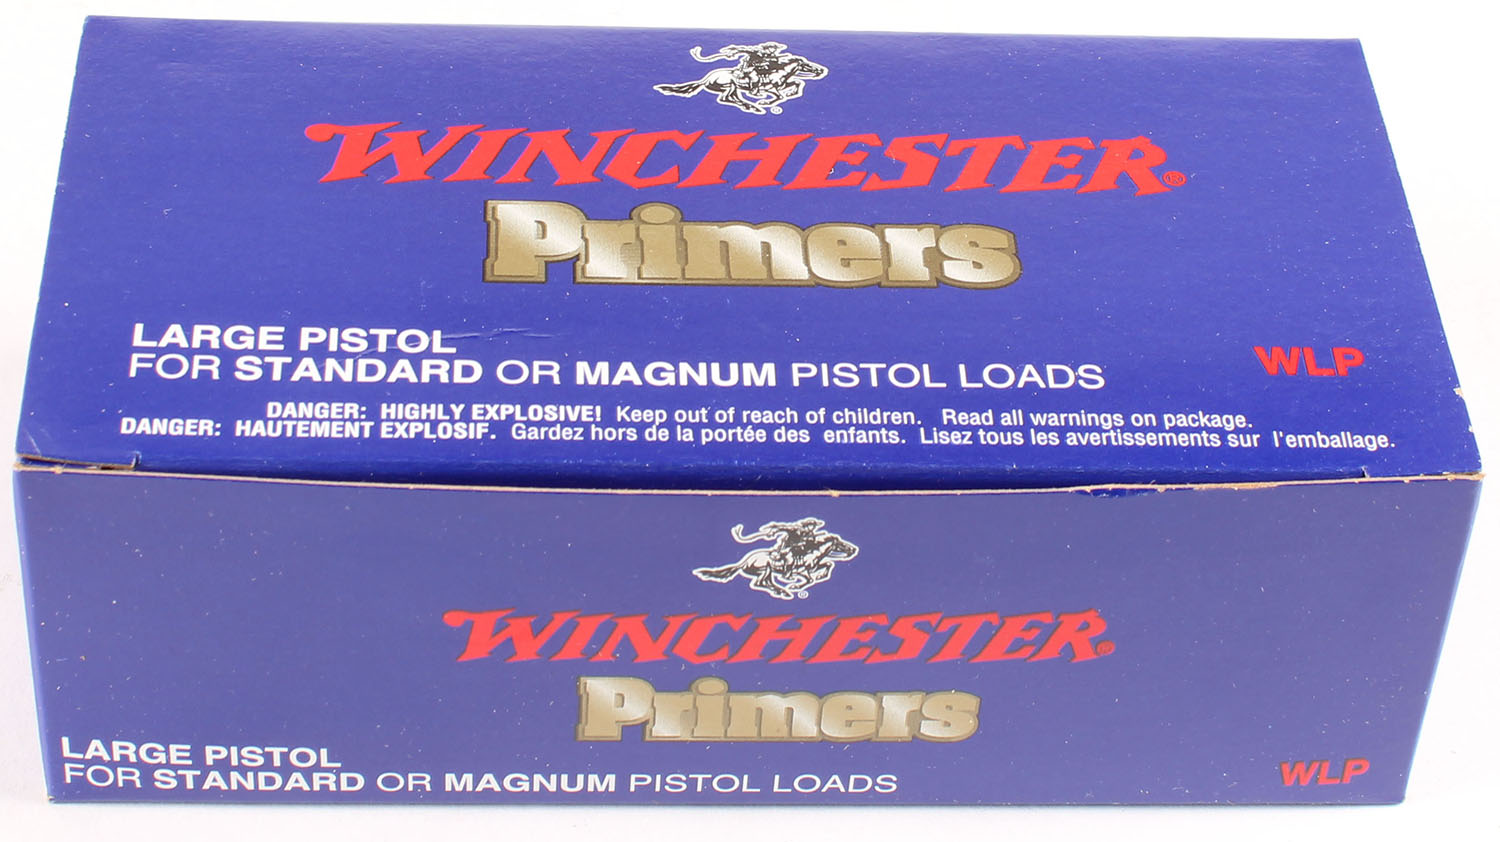 WINCHESTER®
Primers
LARGE PISTOL
FOR STANDARD OR MAGNUM PISTOL LOADS
WLP
DANGER: HIGHLY EXPLOSIVE! Keep out of reach of children. Read all warnings on package.
DANGER: HAUTEMENT EXPLOSIF. Gardez hors de la portée des enfants. Lisez tous les avertissements sur l'emballage.
WINCHESTER®
Primers
LARGE PISTOL
FOR STANDARD OR MAGNUM PISTOL LOADS
WLP